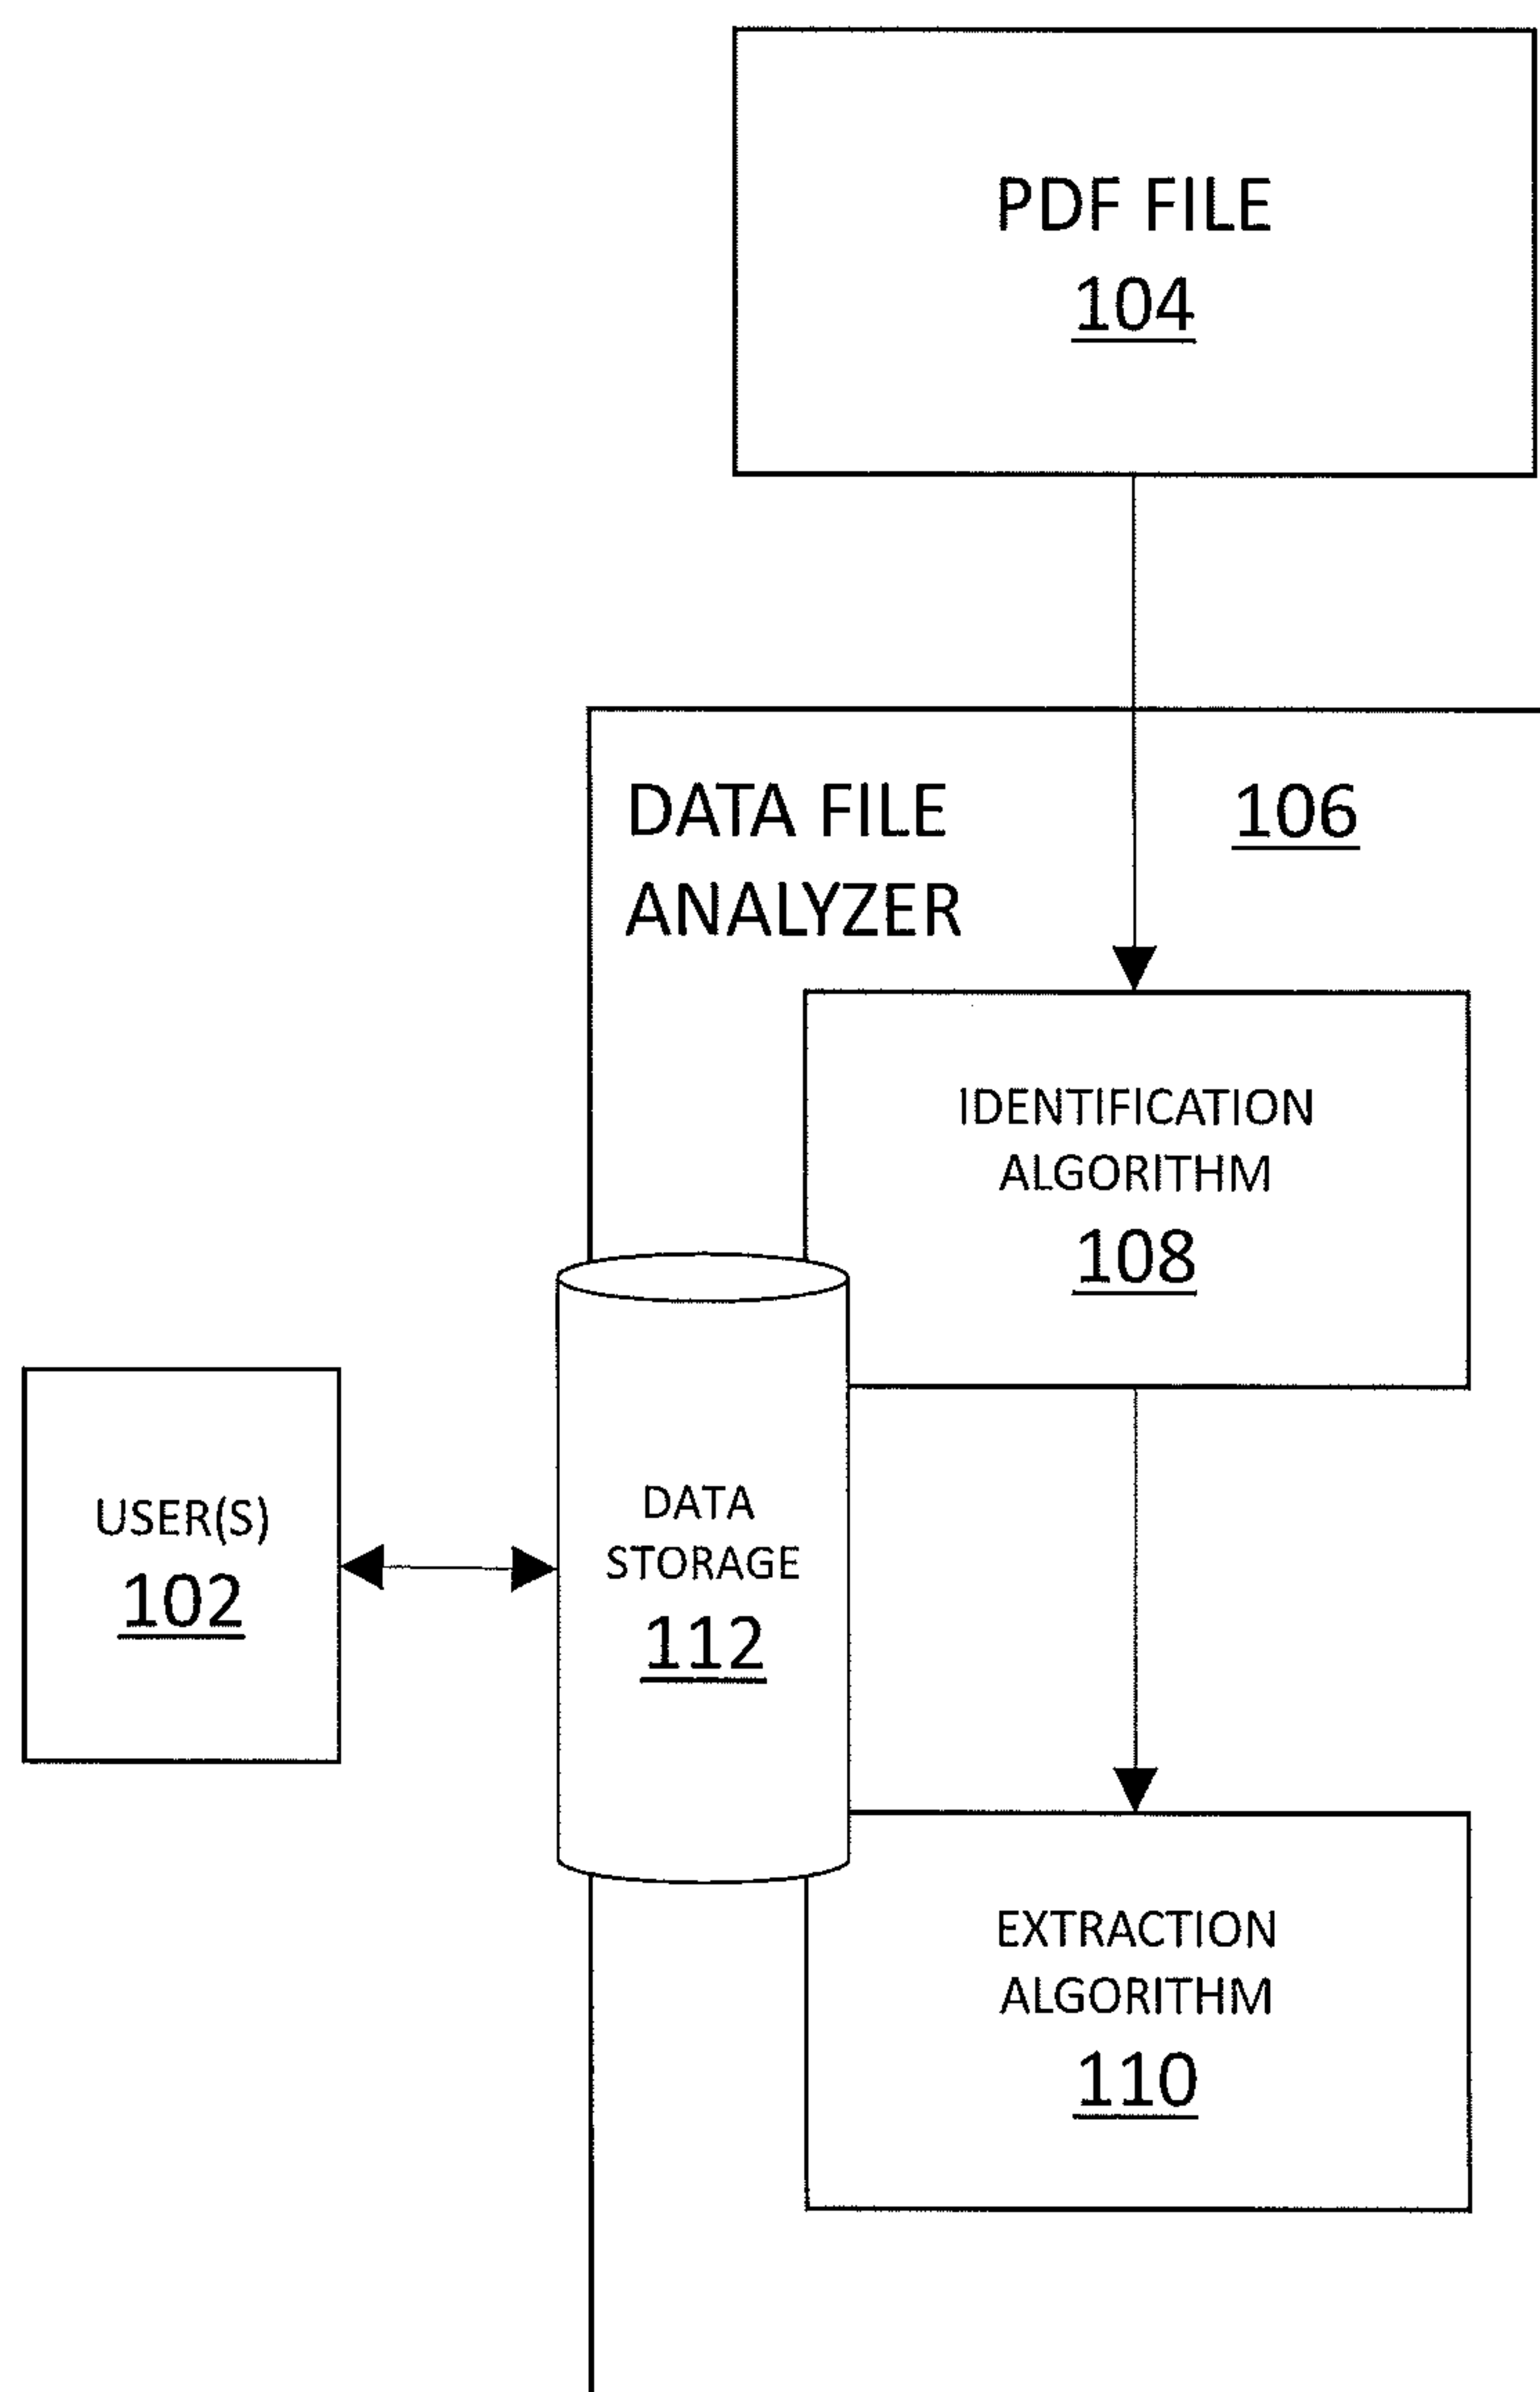 PDF FILE
104
DATA FILE
ANALYZER
106
IDENTIFICATION
ALGORITHM
108
USER(S)
102
DATA
STORAGE
112
EXTRACTION
ALGORITHM
110